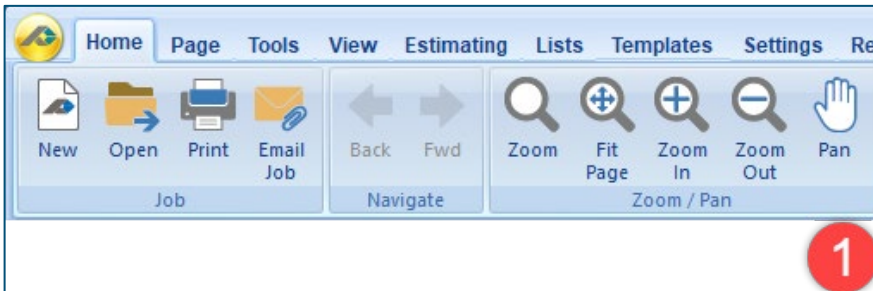 Home Page Tools View Estimating Lists Templates Settings Re
New Open Print Email Job Back Fwd Zoom Fit Page Zoom In Zoom Out Pan
Job Navigate Zoom / Pan
1